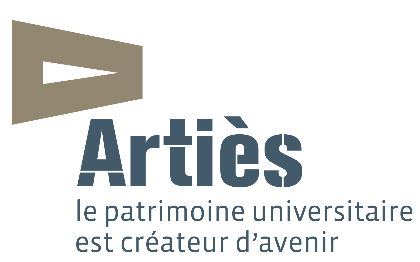 Artiès
le patrimoine universitaire
est créateur d'avenir